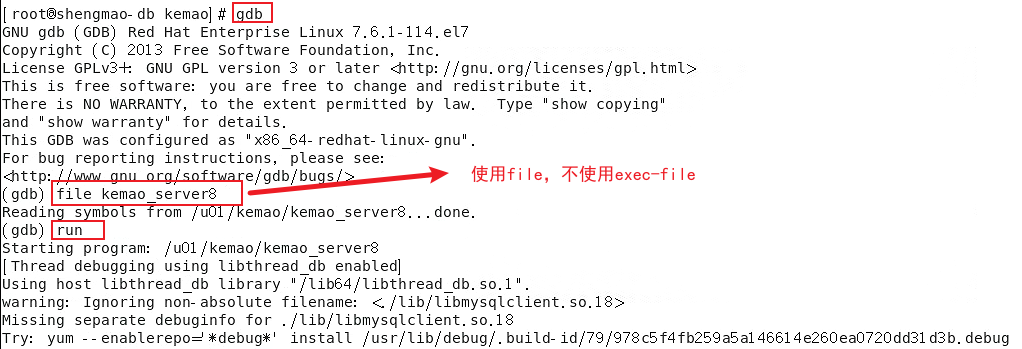 [root@shengmao-db kemao]# gdb
GNU gdb (GDB) Red Hat Enterprise Linux 7.6.1-114.el7
Copyright (C) 2013 Free Software Foundation, Inc.
License GPLv3+: GNU GPL version 3 or later <http://gnu.org/licenses/gpl.html>
This is free software: you are free to change and redistribute it.
There is NO WARRANTY, to the extent permitted by law.  Type "show copying"
and "show warranty" for details.
This GDB was configured as "x86_64-redhat-linux-gnu".
For bug reporting instructions, please see:
<http://www.gnu.org/software/gdb/bugs/>
使用file，不使用exec-file
(gdb) file kemao_server8
Reading symbols from /u01/kemao/kemao_server8...done.
(gdb) run
Starting program: /u01/kemao/kemao_server8
[Thread debugging using libthread_db enabled]
Using host libthread_db library "/lib64/libthread_db.so.1".
warning: Ignoring non-absolute filename: <./lib/libmysqlclient.so.18>
Missing separate debuginfo for ./lib/libmysqlclient.so.18
Try: yum --enablerepo='*debug*' install /usr/lib/debug/.build-id/79/978c5f4fb259a5a146614e260ea0720dd31d3b.debug